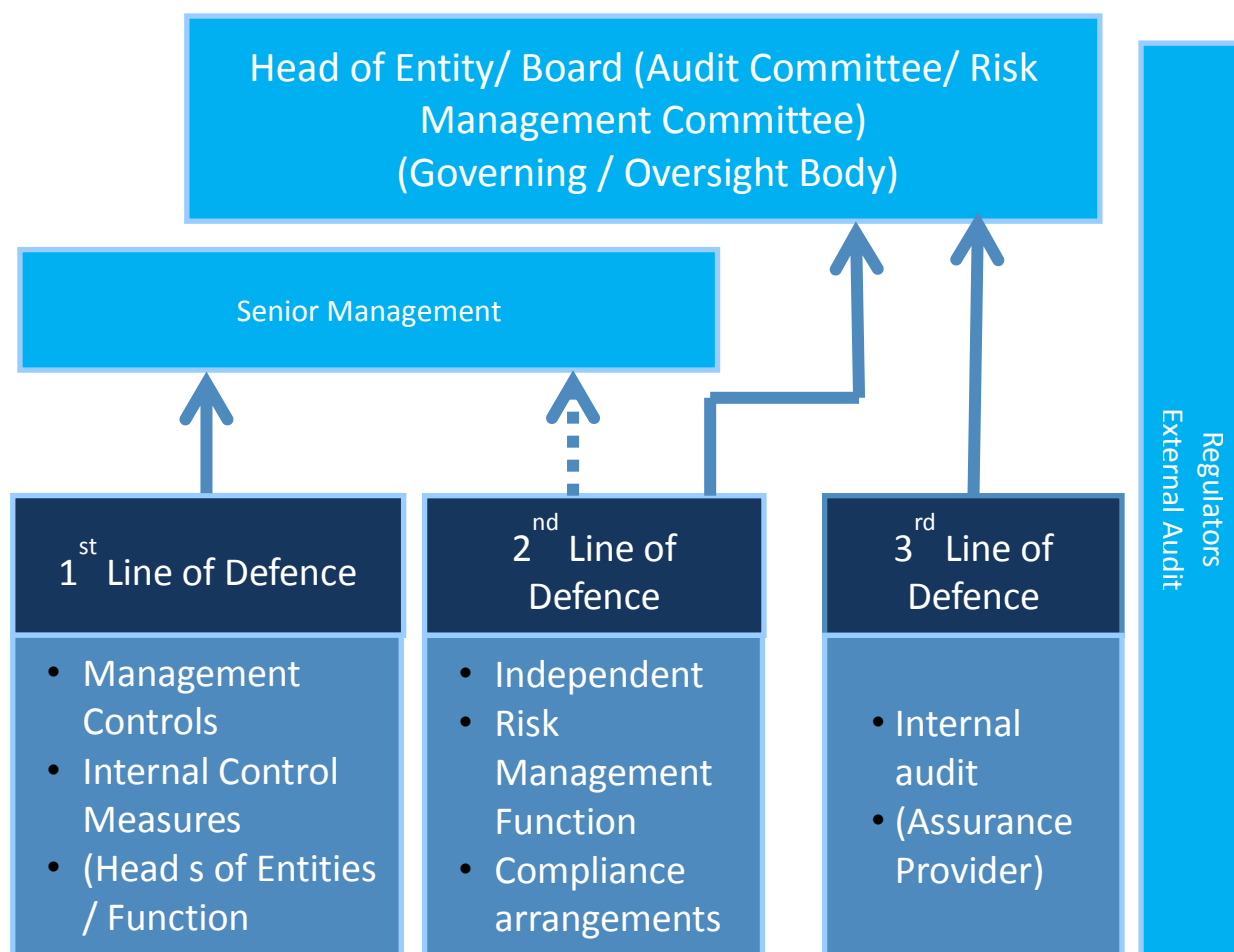 Head of Entity/ Board (Audit Committee/ Risk
Management Committee)
(Governing / Oversight Body)
Senior Management
Regulators
External Audit
1st Line of Defence
2nd Line of
Defence
3rd Line of
Defence
• Management
Controls
• Internal Control
Measures
• (Head s of Entities
/ Function
• Independent
• Risk
Management
Function
• Compliance
arrangements
• Internal
audit
• (Assurance
Provider)